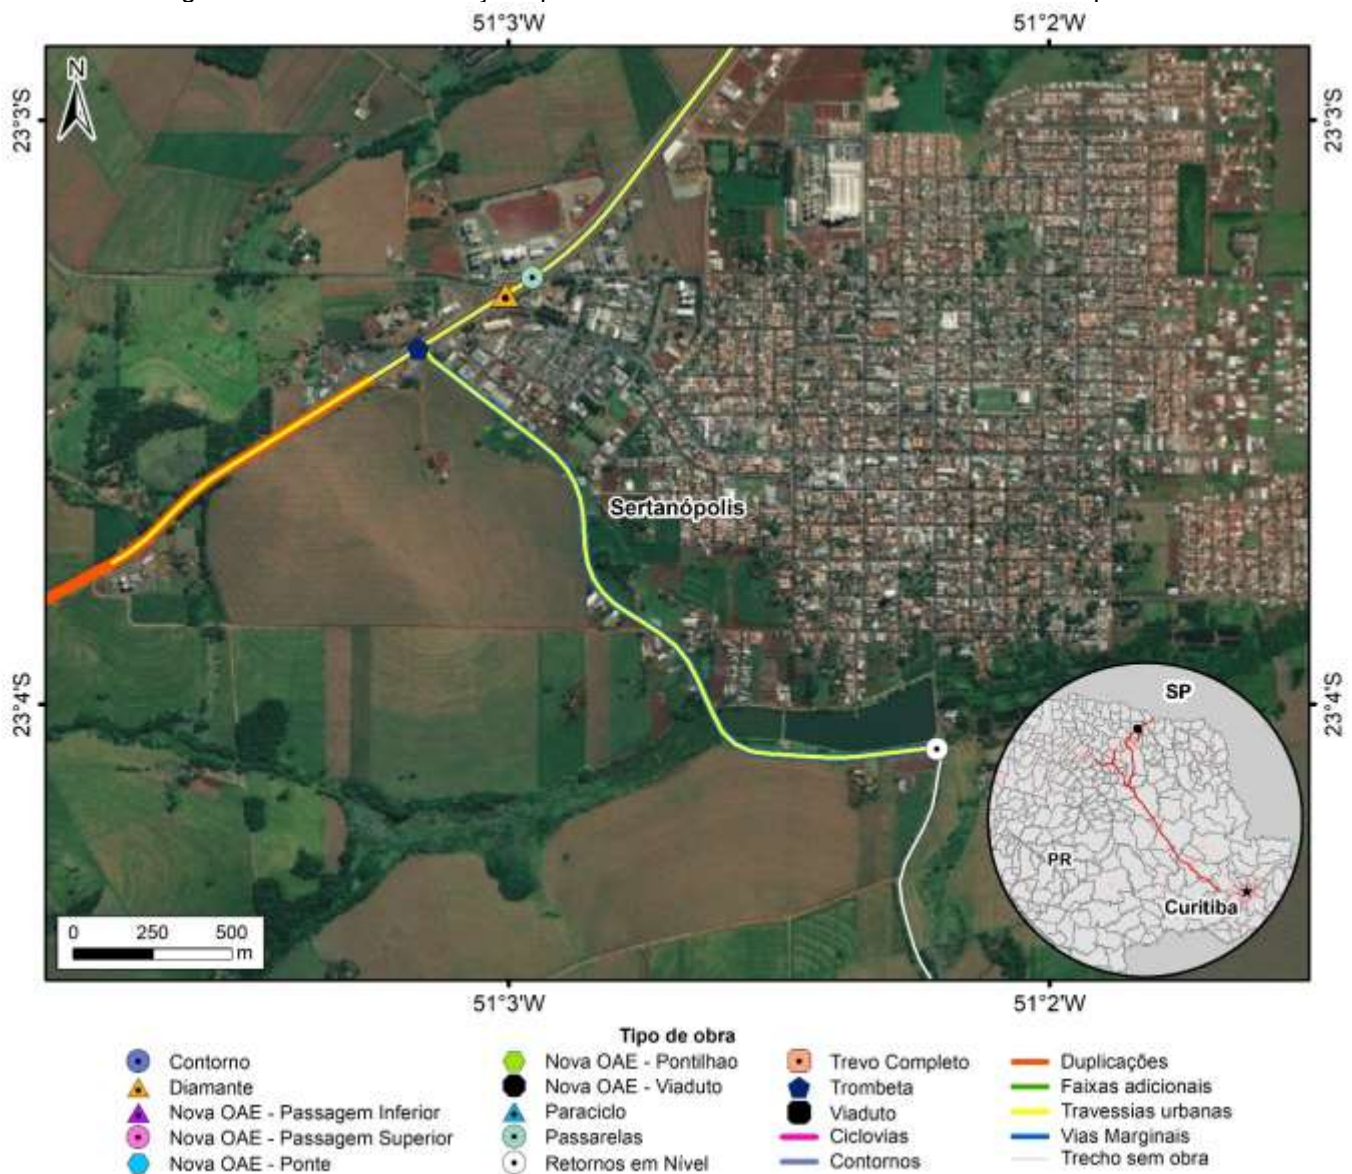 51°3'W 51°2'W
N
23°3'S 23°3'S
Sertanópolis
23°4'S 23°4'S
SP
PR
Curitiba
0 250 500
m
51°3'W 51°2'W
Tipo de obra
Contorno
Diamante
Nova OAE - Passagem Inferior
Nova OAE - Passagem Superior
Nova OAE - Ponte
Nova OAE - Pontilhao
Nova OAE - Viaduto
Paraciclo
Passarelas
Retornos em Nível
Trevo Completo
Trombeta
Viaduto
Ciclovias
Contornos
Duplicações
Faixas adicionais
Travessias urbanas
Vias Marginais
Trecho sem obra